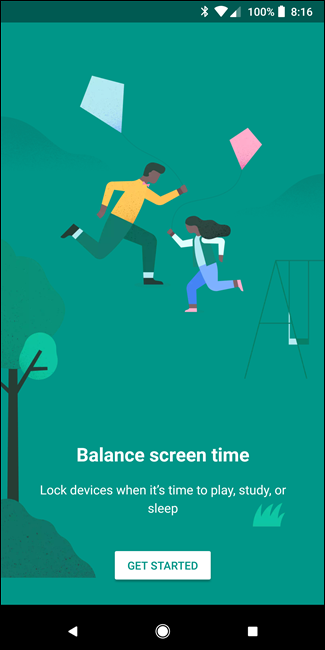 100% 8:16
Balance screen time
Lock devices when it's time to play, study, or
sleep
GET STARTED